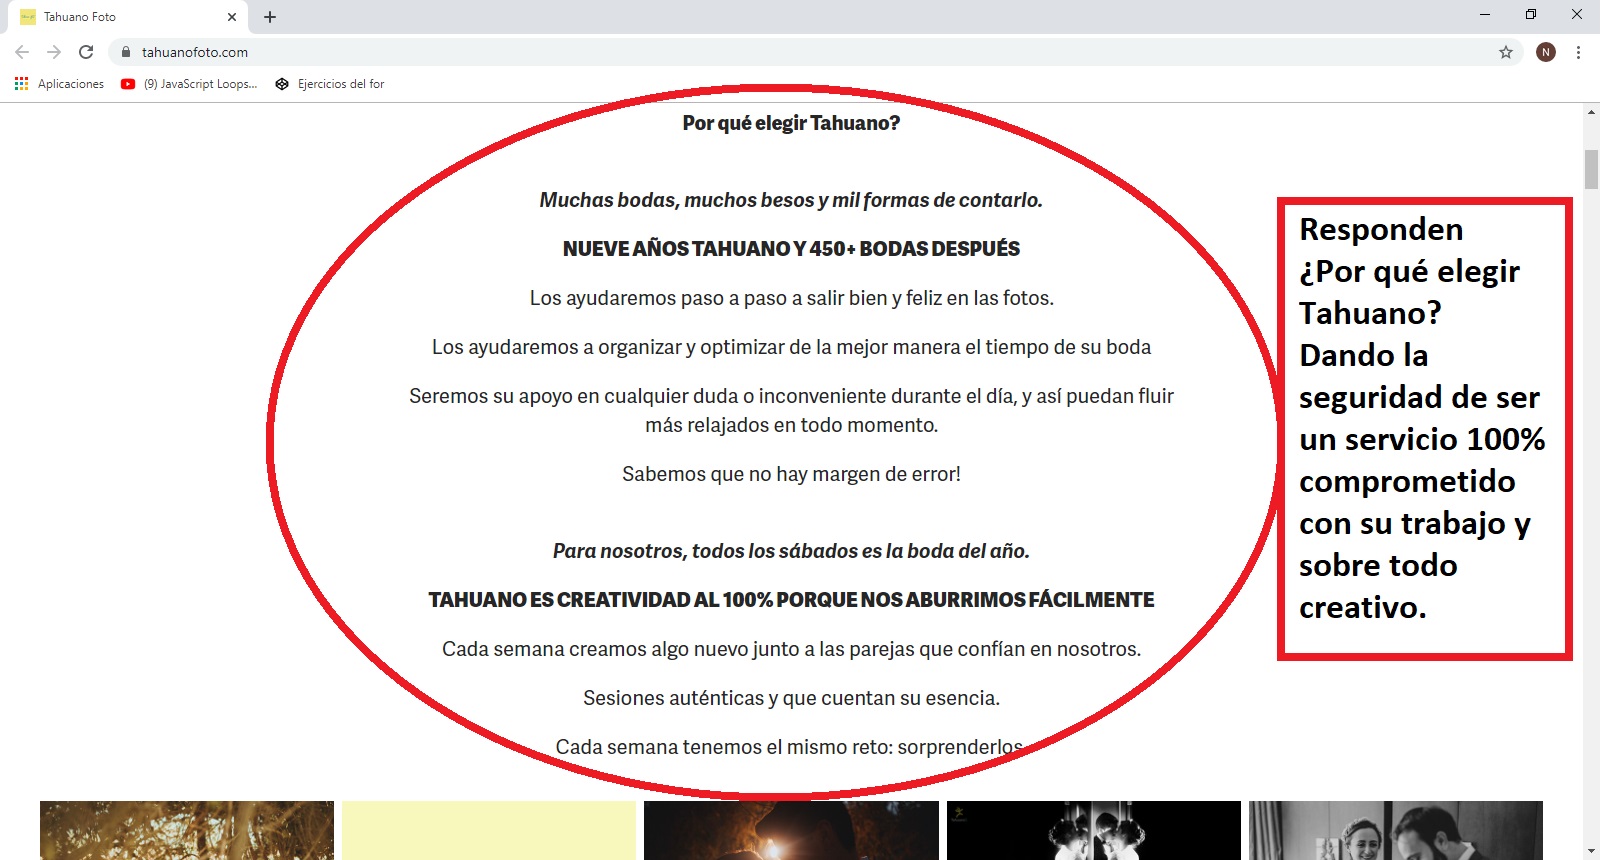 Tahuano Foto
tahuanofoto.com
N
Aplicaciones
(9) JavaScript Loops...
Ejercicios del for
Por qué elegir Tahuano?
Muchas bodas, muchos besos y mil formas de contarlo.
NUEVE AÑOS TAHUANO Y 450+ BODAS DESPUÉS
Los ayudaremos paso a paso a salir bien y feliz en las fotos.
Los ayudaremos a organizar y optimizar de la mejor manera el tiempo de su boda
Seremos su apoyo en cualquier duda o inconveniente durante el día, y así puedan fluir
más relajados en todo momento.
Sabemos que no hay margen de error!
Para nosotros, todos los sábados es la boda del año.
TAHUANO ES CREATIVIDAD AL 100% PORQUE NOS ABURRIMOS FÁCILMENTE
Cada semana creamos algo nuevo junto a las parejas que confían en nosotros.
Sesiones auténticas y que cuentan su esencia.
Cada semana tenemos el mismo reto: sorprenderlos
Responden
¿Por qué elegir
Tahuano?
Dando la
seguridad de ser
un servicio 100%
comprometido
con su trabajo y
sobre todo
creativo.